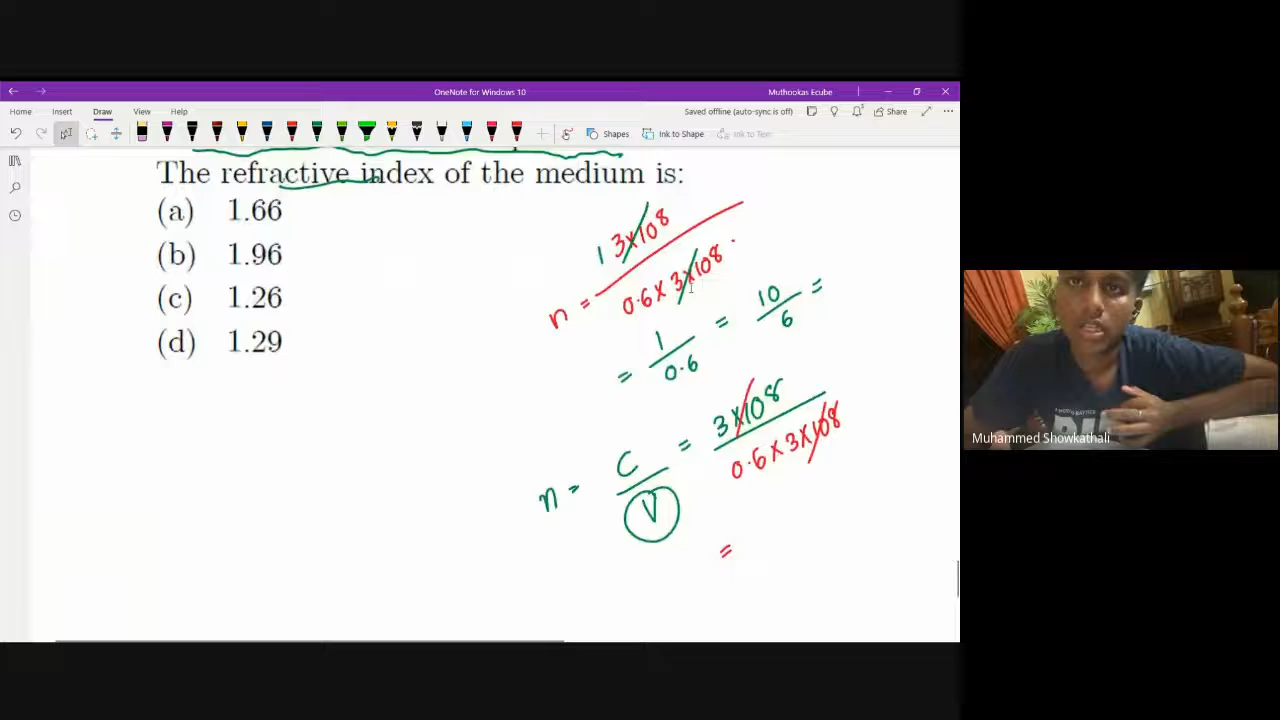 OneNote for Windows 10
Muthookas Ecube
Home Insert Draw View Help
Saved offline (auto-sync is off)
Share
Shapes
Ink to Shape
Ink to Text
The refractive index of the medium is:
(a) 1.66
(b) 1.96
(c) 1.26
(d) 1.29
1 3×10⁸
n = 0.6 × 3×10⁸
= 1/0.6 = 10/6 =
n = C/V = 3×10⁸/0.6×3×10⁸
=
Muhammed Showkathali